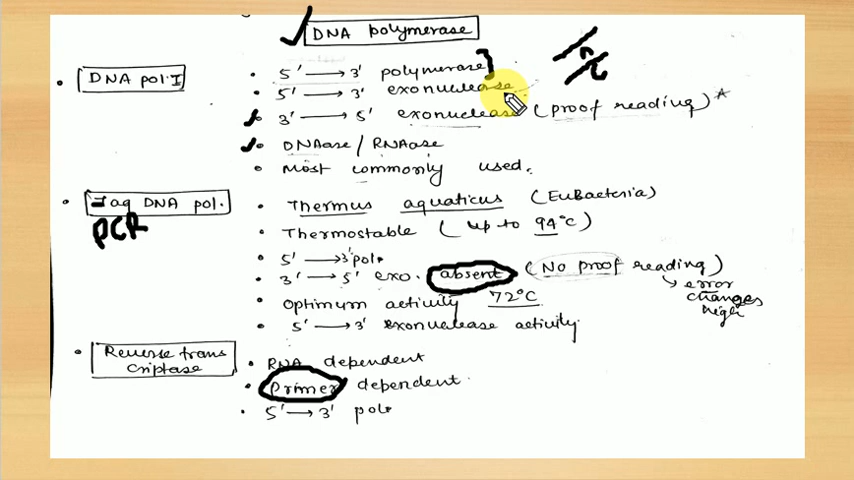 DNA polymerase
DNA pol·I
5' → 3' polymerase
5' → 3' exonuclease
3' → 5' exonuclease (proof reading)*
DNAase / RNAase
Most commonly used.
Taq DNA pol.
PCR
Thermus aquaticus (EuBacteria)
Thermostable (up to 94°C)
5' → 3' pol.
3' → 5' exo. absent (No proof reading)
↳ error
changes
high
Optimum activity 72°C
5' → 3' exonuclease activity.
Reverse trans
criptase
RNA dependent
Primer dependent
5' → 3' pol.